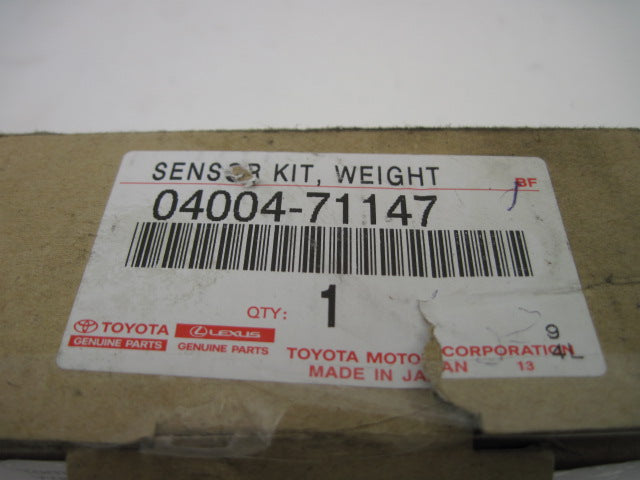 SENSOR KIT, WEIGHT
BF
04004-71147
QTY: 1
TOYOTA
GENUINE PARTS
LEXUS
GENUINE PARTS
9
4L
TOYOTA MOTOR CORPORATION
MADE IN JAPAN 13